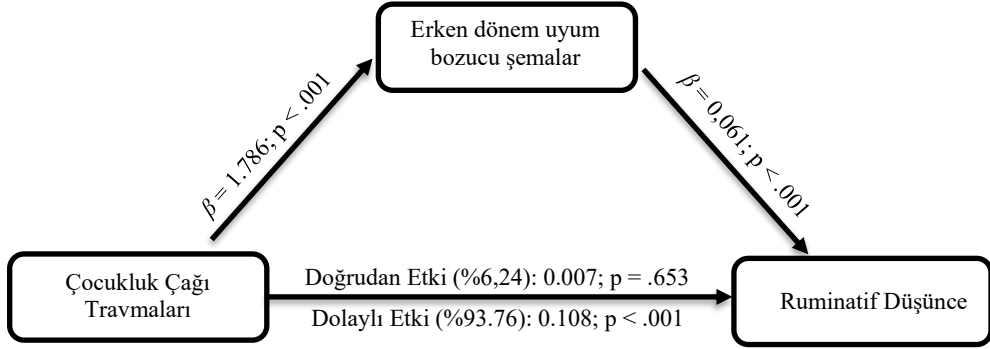 Erken dönem uyum
bozucu şemalar
β = 1.786; p < .001
β = 0,061; p < .001
Çocukluk Çağı
Travmaları
Doğrudan Etki (%6,24): 0.007; p = .653
Dolaylı Etki (%93.76): 0.108; p < .001
Ruminatif Düşünce